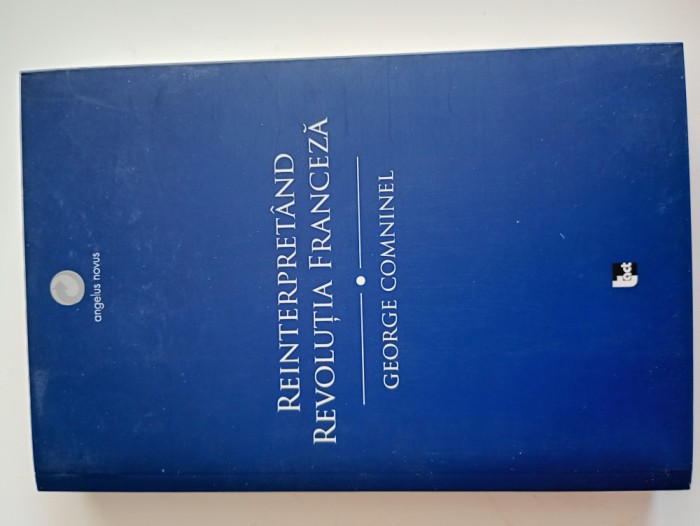 angelus novus
REINTERPRETÂND
REVOLUȚIA FRANCEZĂ
GEORGE COMNINEL
tact